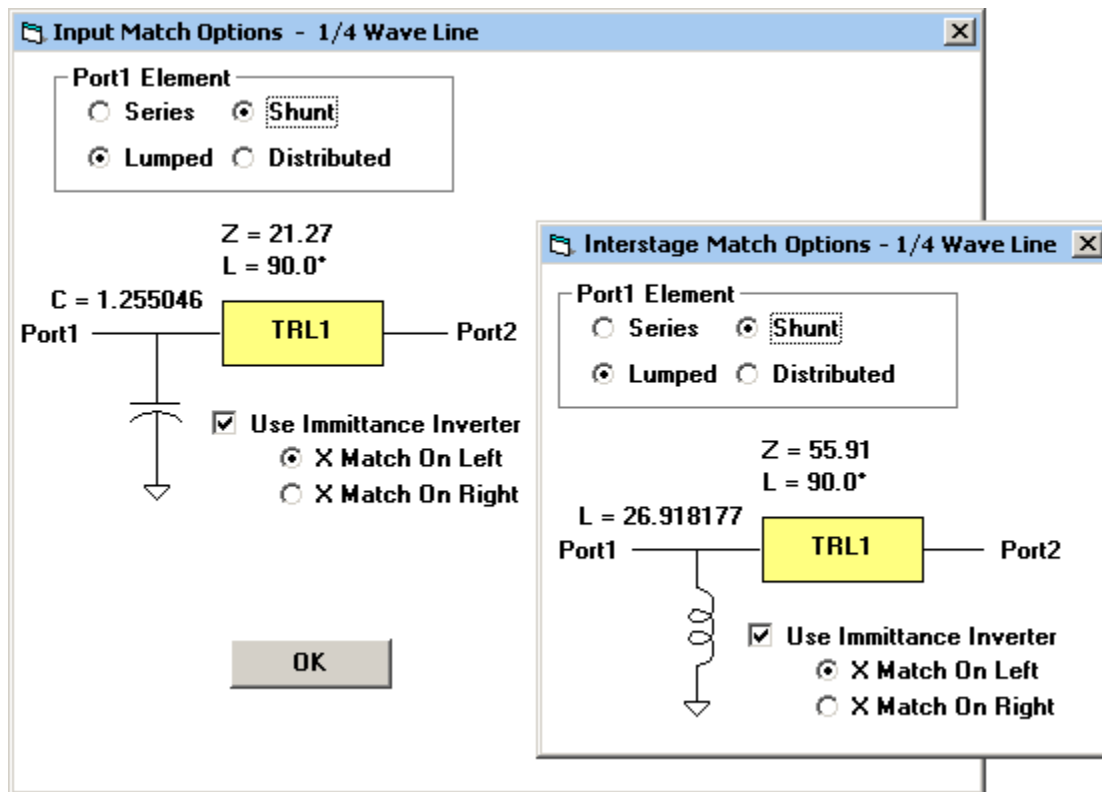 Input Match Options - 1/4 Wave Line
Port1 Element
Series Shunt
Lumped Distributed
Z = 21.27
L = 90.0°
C = 1.255046
Port1 TRL1 Port2
Use Immittance Inverter
X Match On Left
X Match On Right
OK
Interstage Match Options - 1/4 Wave Line
Port1 Element
Series Shunt
Lumped Distributed
Z = 55.91
L = 90.0°
L = 26.918177
Port1 TRL1 Port2
Use Immittance Inverter
X Match On Left
X Match On Right